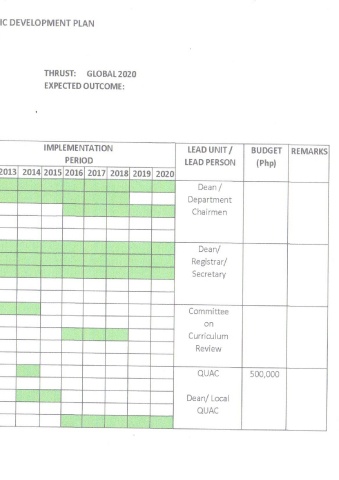 IC DEVELOPMENT PLAN
THRUST: GLOBAL 2020
EXPECTED OUTCOME:
IMPLEMENTATION PERIOD
LEAD UNIT / LEAD PERSON
BUDGET (Php)
REMARKS
2013 2014 2015 2016 2017 2018 2019 2020
Dean /
Department
Chairmen
Dean/
Registrar/
Secretary
Committee
on
Curriculum
Review
QUAC 500,000
Dean/ Local
QUAC